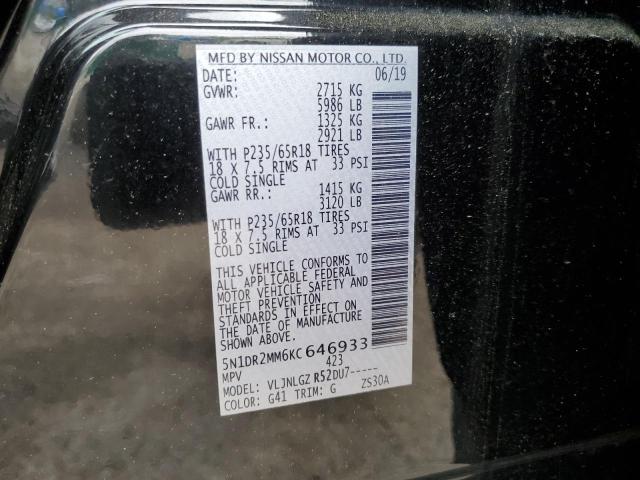 MFD BY NISSAN MOTOR CO., LTD.
DATE: 06/19
GVWR: 2715 KG
5986 LB
GAWR FR.: 1325 KG
2921 LB
WITH P235/65R18 TIRES
18 X 7.5 RIMS AT 33 PSI
COLD SINGLE
GAWR RR.: 1415 KG
3120 LB
WITH P235/65R18 TIRES
18 X 7.5 RIMS AT 33 PSI
COLD SINGLE
THIS VEHICLE CONFORMS TO
ALL APPLICABLE FEDERAL
MOTOR VEHICLE SAFETY AND
THEFT PREVENTION
STANDARDS IN EFFECT ON
THE DATE OF MANUFACTURE
SHOWN ABOVE.
5N1DR2MM6KC646933
MPV 423
MODEL: VLJNLGZ R52DU7-----
COLOR: G41 TRIM: G ZS30A